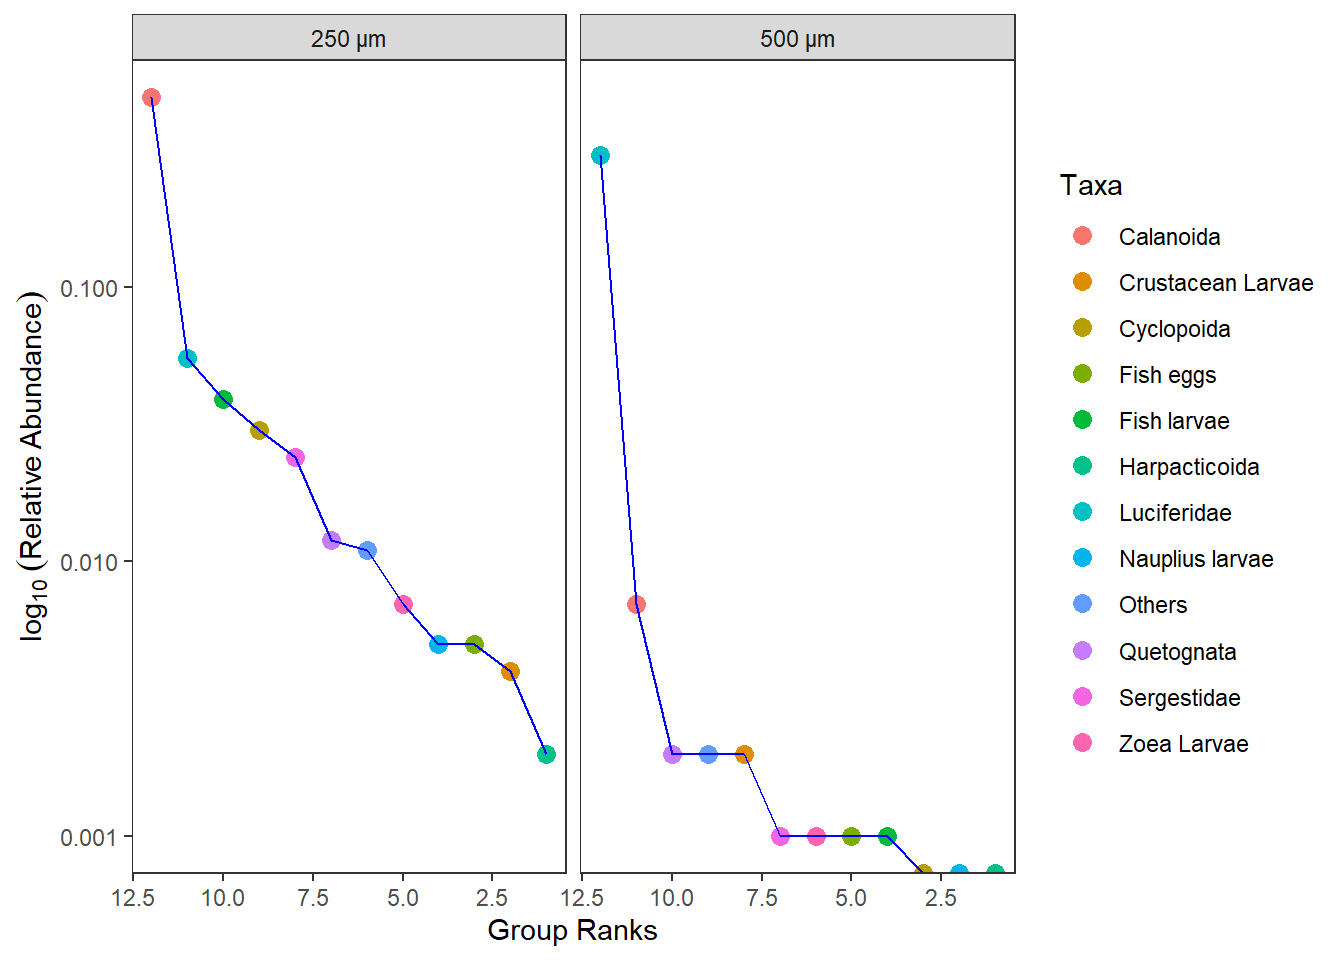 250 µm
500 µm
log10 (Relative Abundance)
0.100
0.010
0.001
12.5 10.0 7.5 5.0 2.5
12.5 10.0 7.5 5.0 2.5
Group Ranks
Taxa
Calanoida
Crustacean Larvae
Cyclopoida
Fish eggs
Fish larvae
Harpacticoida
Luciferidae
Nauplius larvae
Others
Quetognata
Sergestidae
Zoea Larvae